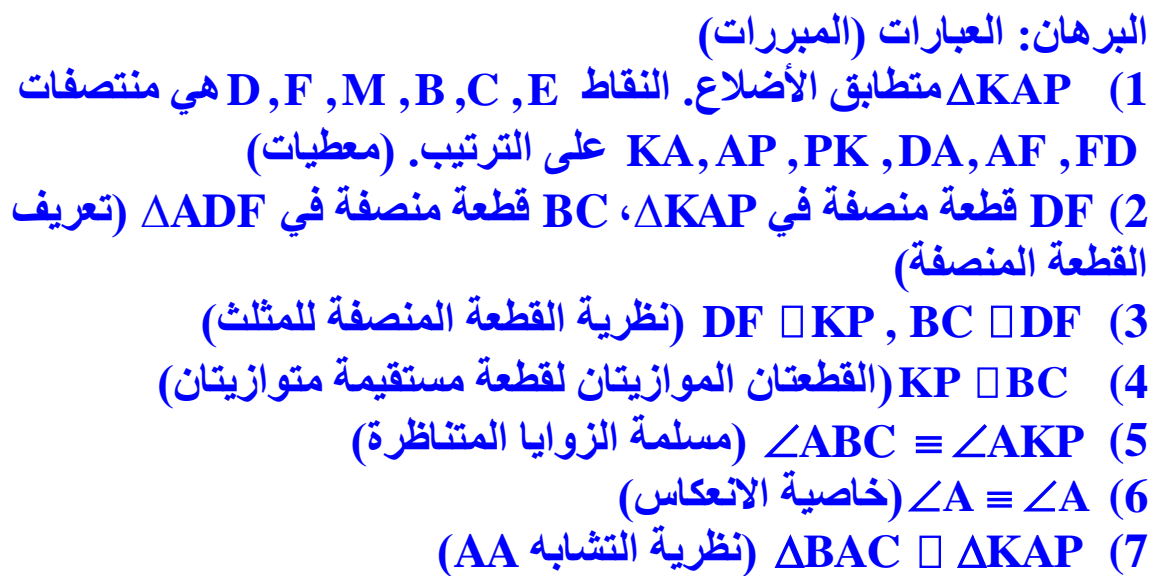 البرهان: العبارات (المبررات)
1) ΔKAP متطابق الأضلاع. النقاط D ,F ,M ,B ,C ,E هي منتصفات
KA, AP ,PK ,DA, AF ,FD على الترتيب. (معطيات)
2) DF قطعة منصفة في ΔKAP، BC قطعة منصفة في ΔADF (تعريف
القطعة المنصفة)
3) DF □KP , BC □DF (نظرية القطعة المنصفة للمثلث)
4) KP □BC (القطعتان الموازيتان لقطعة مستقيمة متوازيتان)
5) ∠ABC ≡ ∠AKP (مسلمة الزوايا المتناظرة)
6) ∠A ≡ ∠A (خاصية الانعكاس)
7) ΔBAC □ ΔKAP (نظرية التشابه AA)